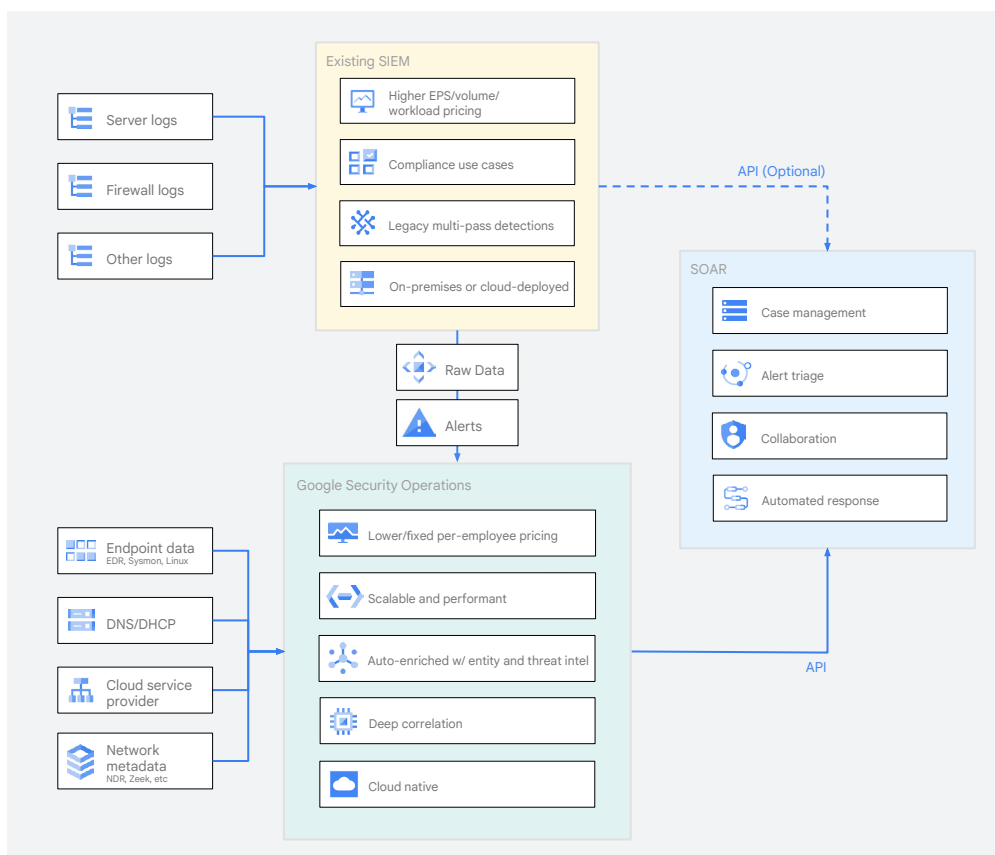 Existing SIEM
Higher EPS/volume/
workload pricing
Compliance use cases
Legacy multi-pass detections
On-premises or cloud-deployed
Server logs
Firewall logs
Other logs
API (Optional)
SOAR
Case management
Alert triage
Collaboration
Automated response
Raw Data
Alerts
Google Security Operations
Lower/fixed per-employee pricing
Scalable and performant
Auto-enriched w/ entity and threat intel
Deep correlation
Cloud native
Endpoint data
EDR, Sysmon, Linux
DNS/DHCP
Cloud service
provider
Network
metadata
NDR, Zeek, etc
API